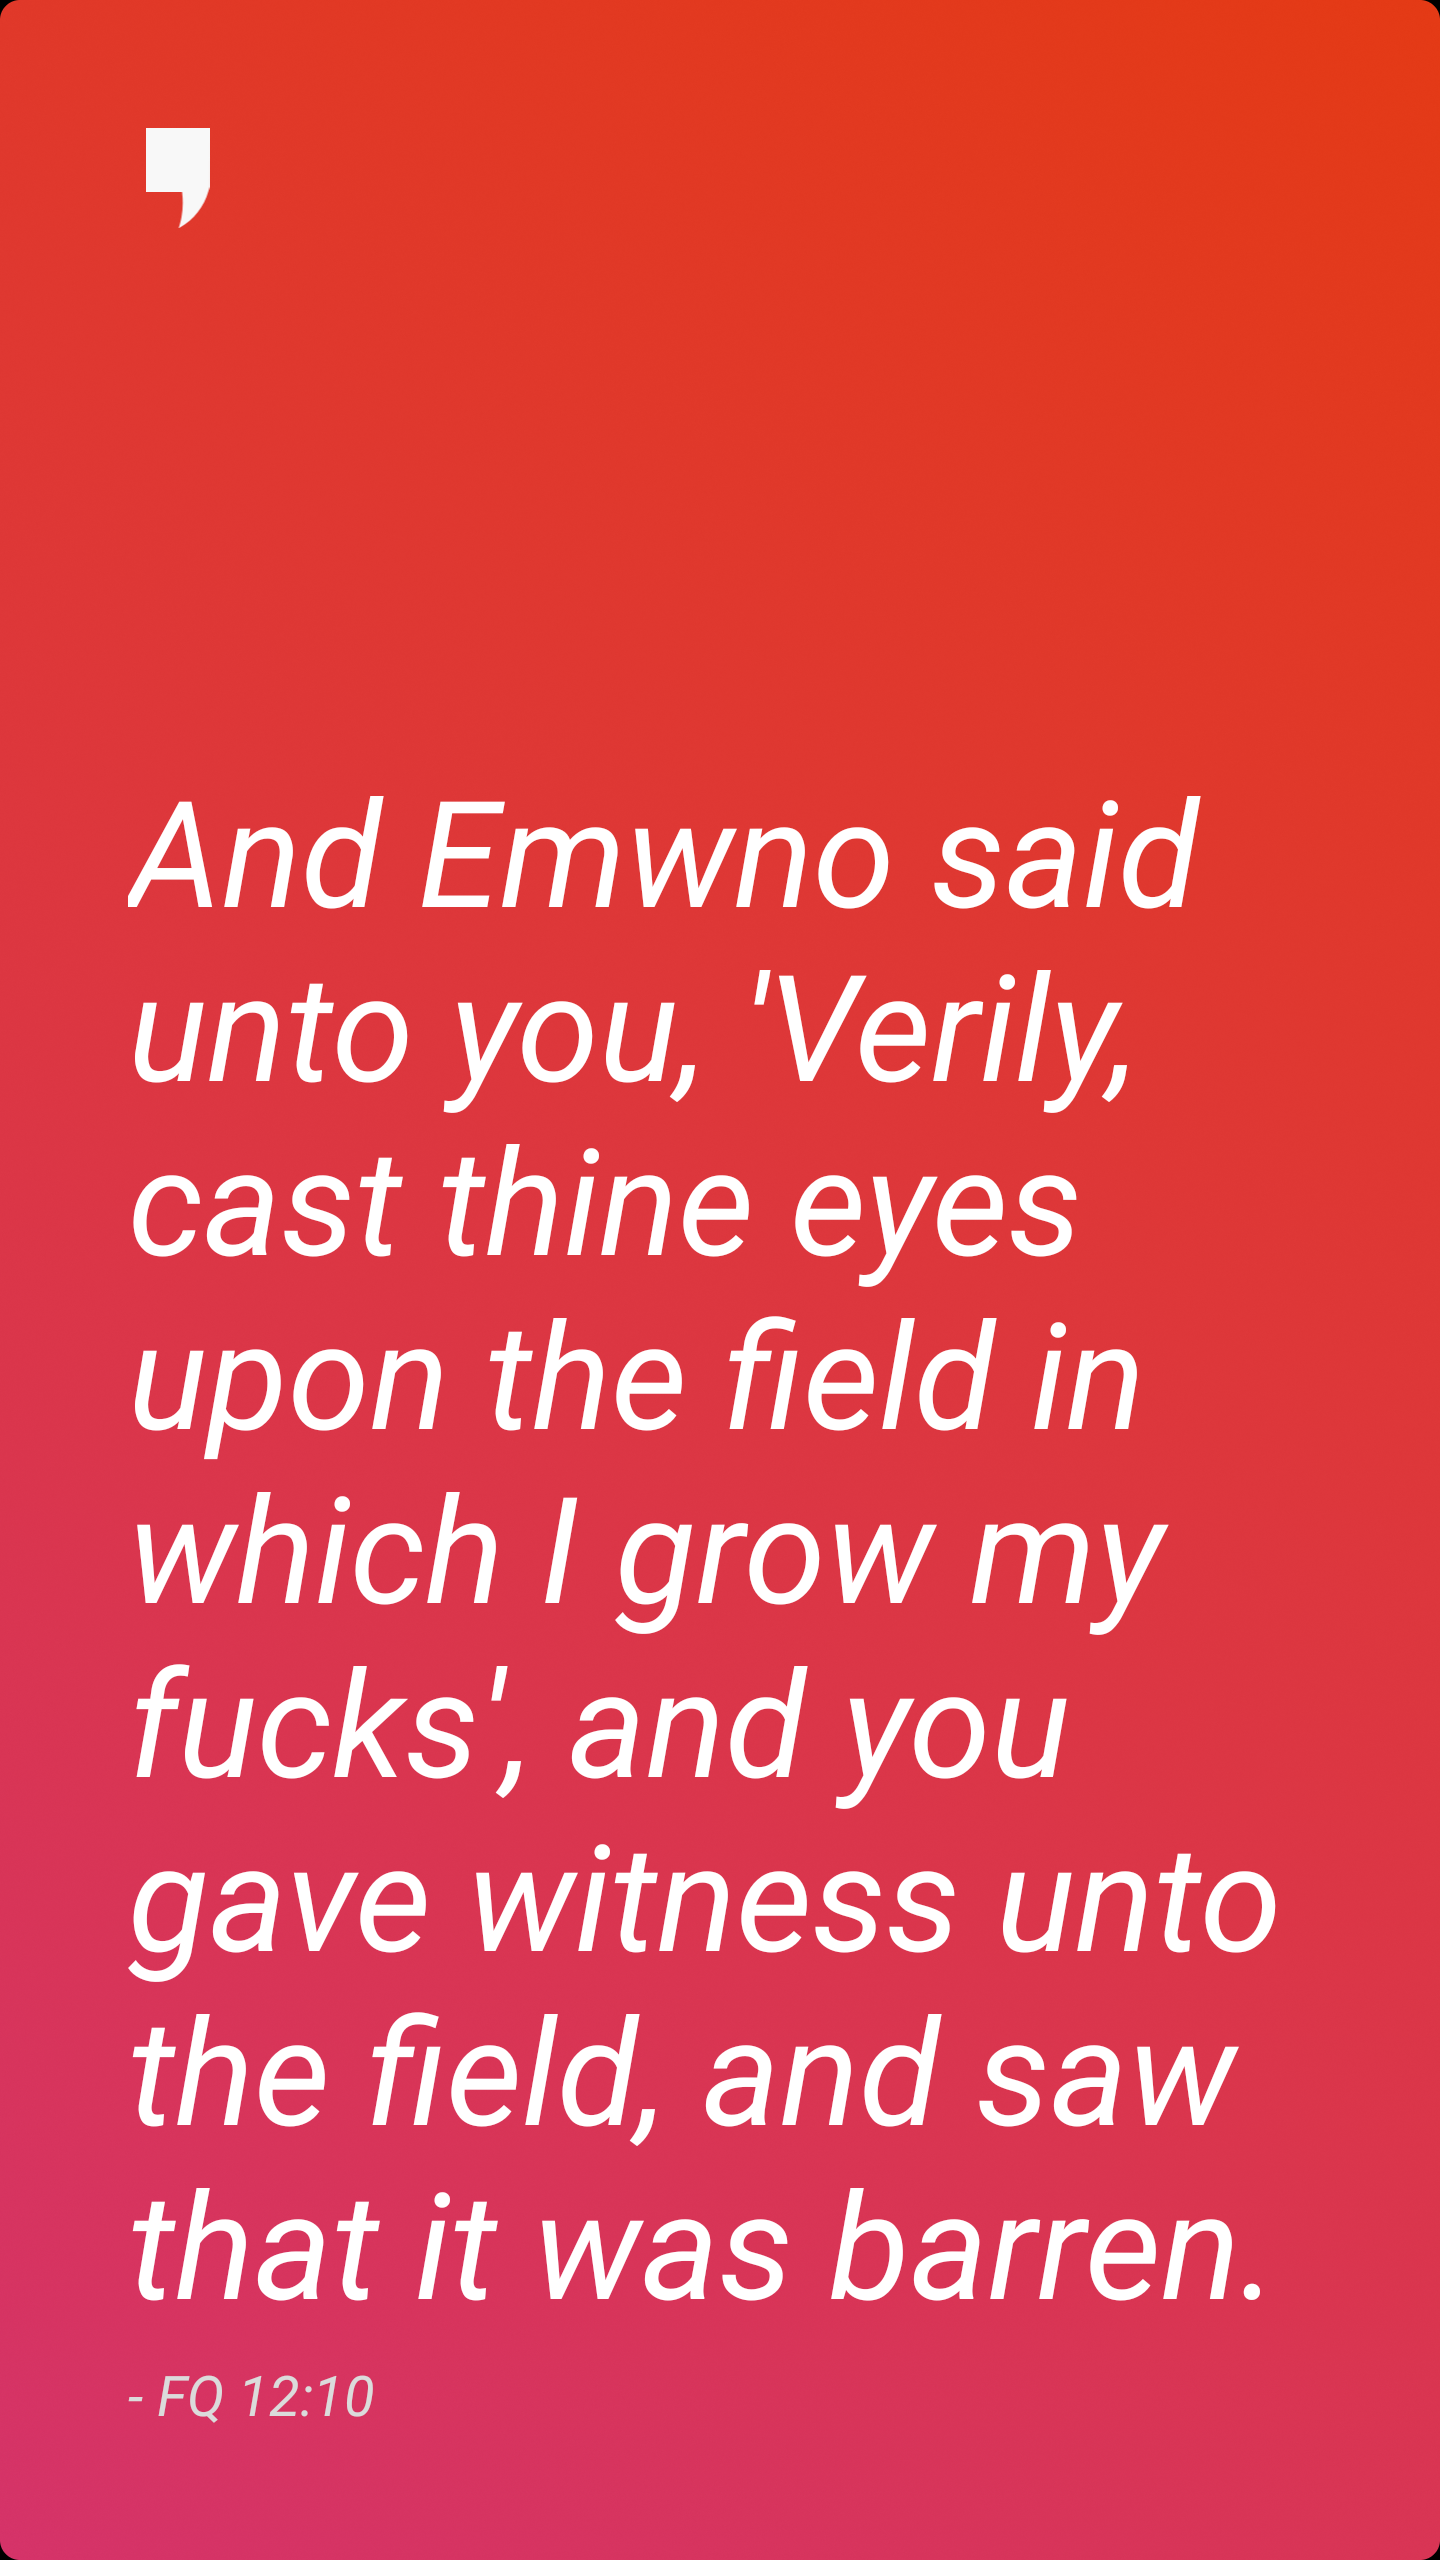 And Emwno said
unto you, 'Verily,
cast thine eyes
upon the field in
which I grow my
fucks', and you
gave witness unto
the field, and saw
that it was barren.
- FQ 12:10